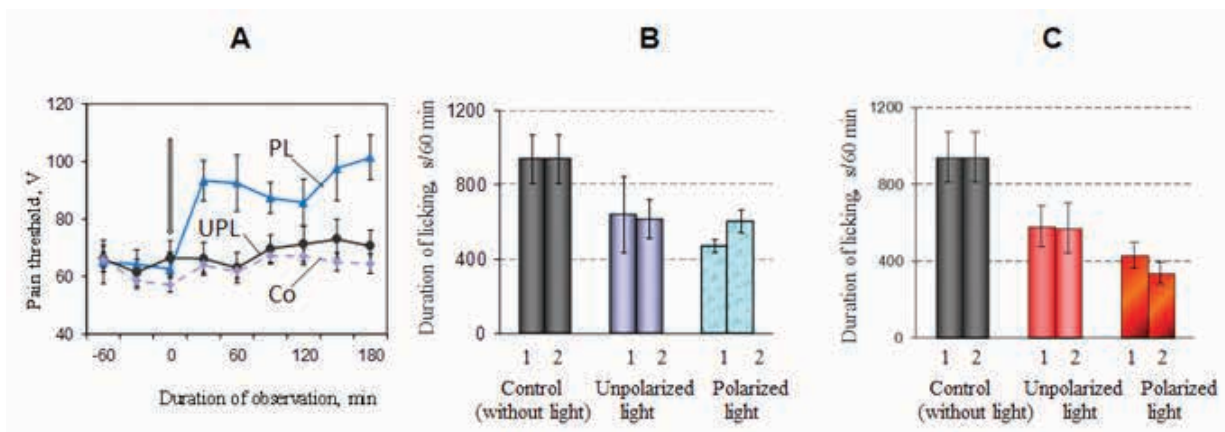 A
B
C
120
100
80
60
40
Pain threshold, V
PL
UPL
Co
-60 0 60 120 180
Duration of observation, min
1200
800
400
0
Duration of licking, s/60 min
1 2 1 2 1 2
Control Unpolarized Polarized
(without light) light light
1200
800
400
0
Duration of licking, s/60 min
1 2 1 2 1 2
Control Unpolarized Polarized
(without light) light light